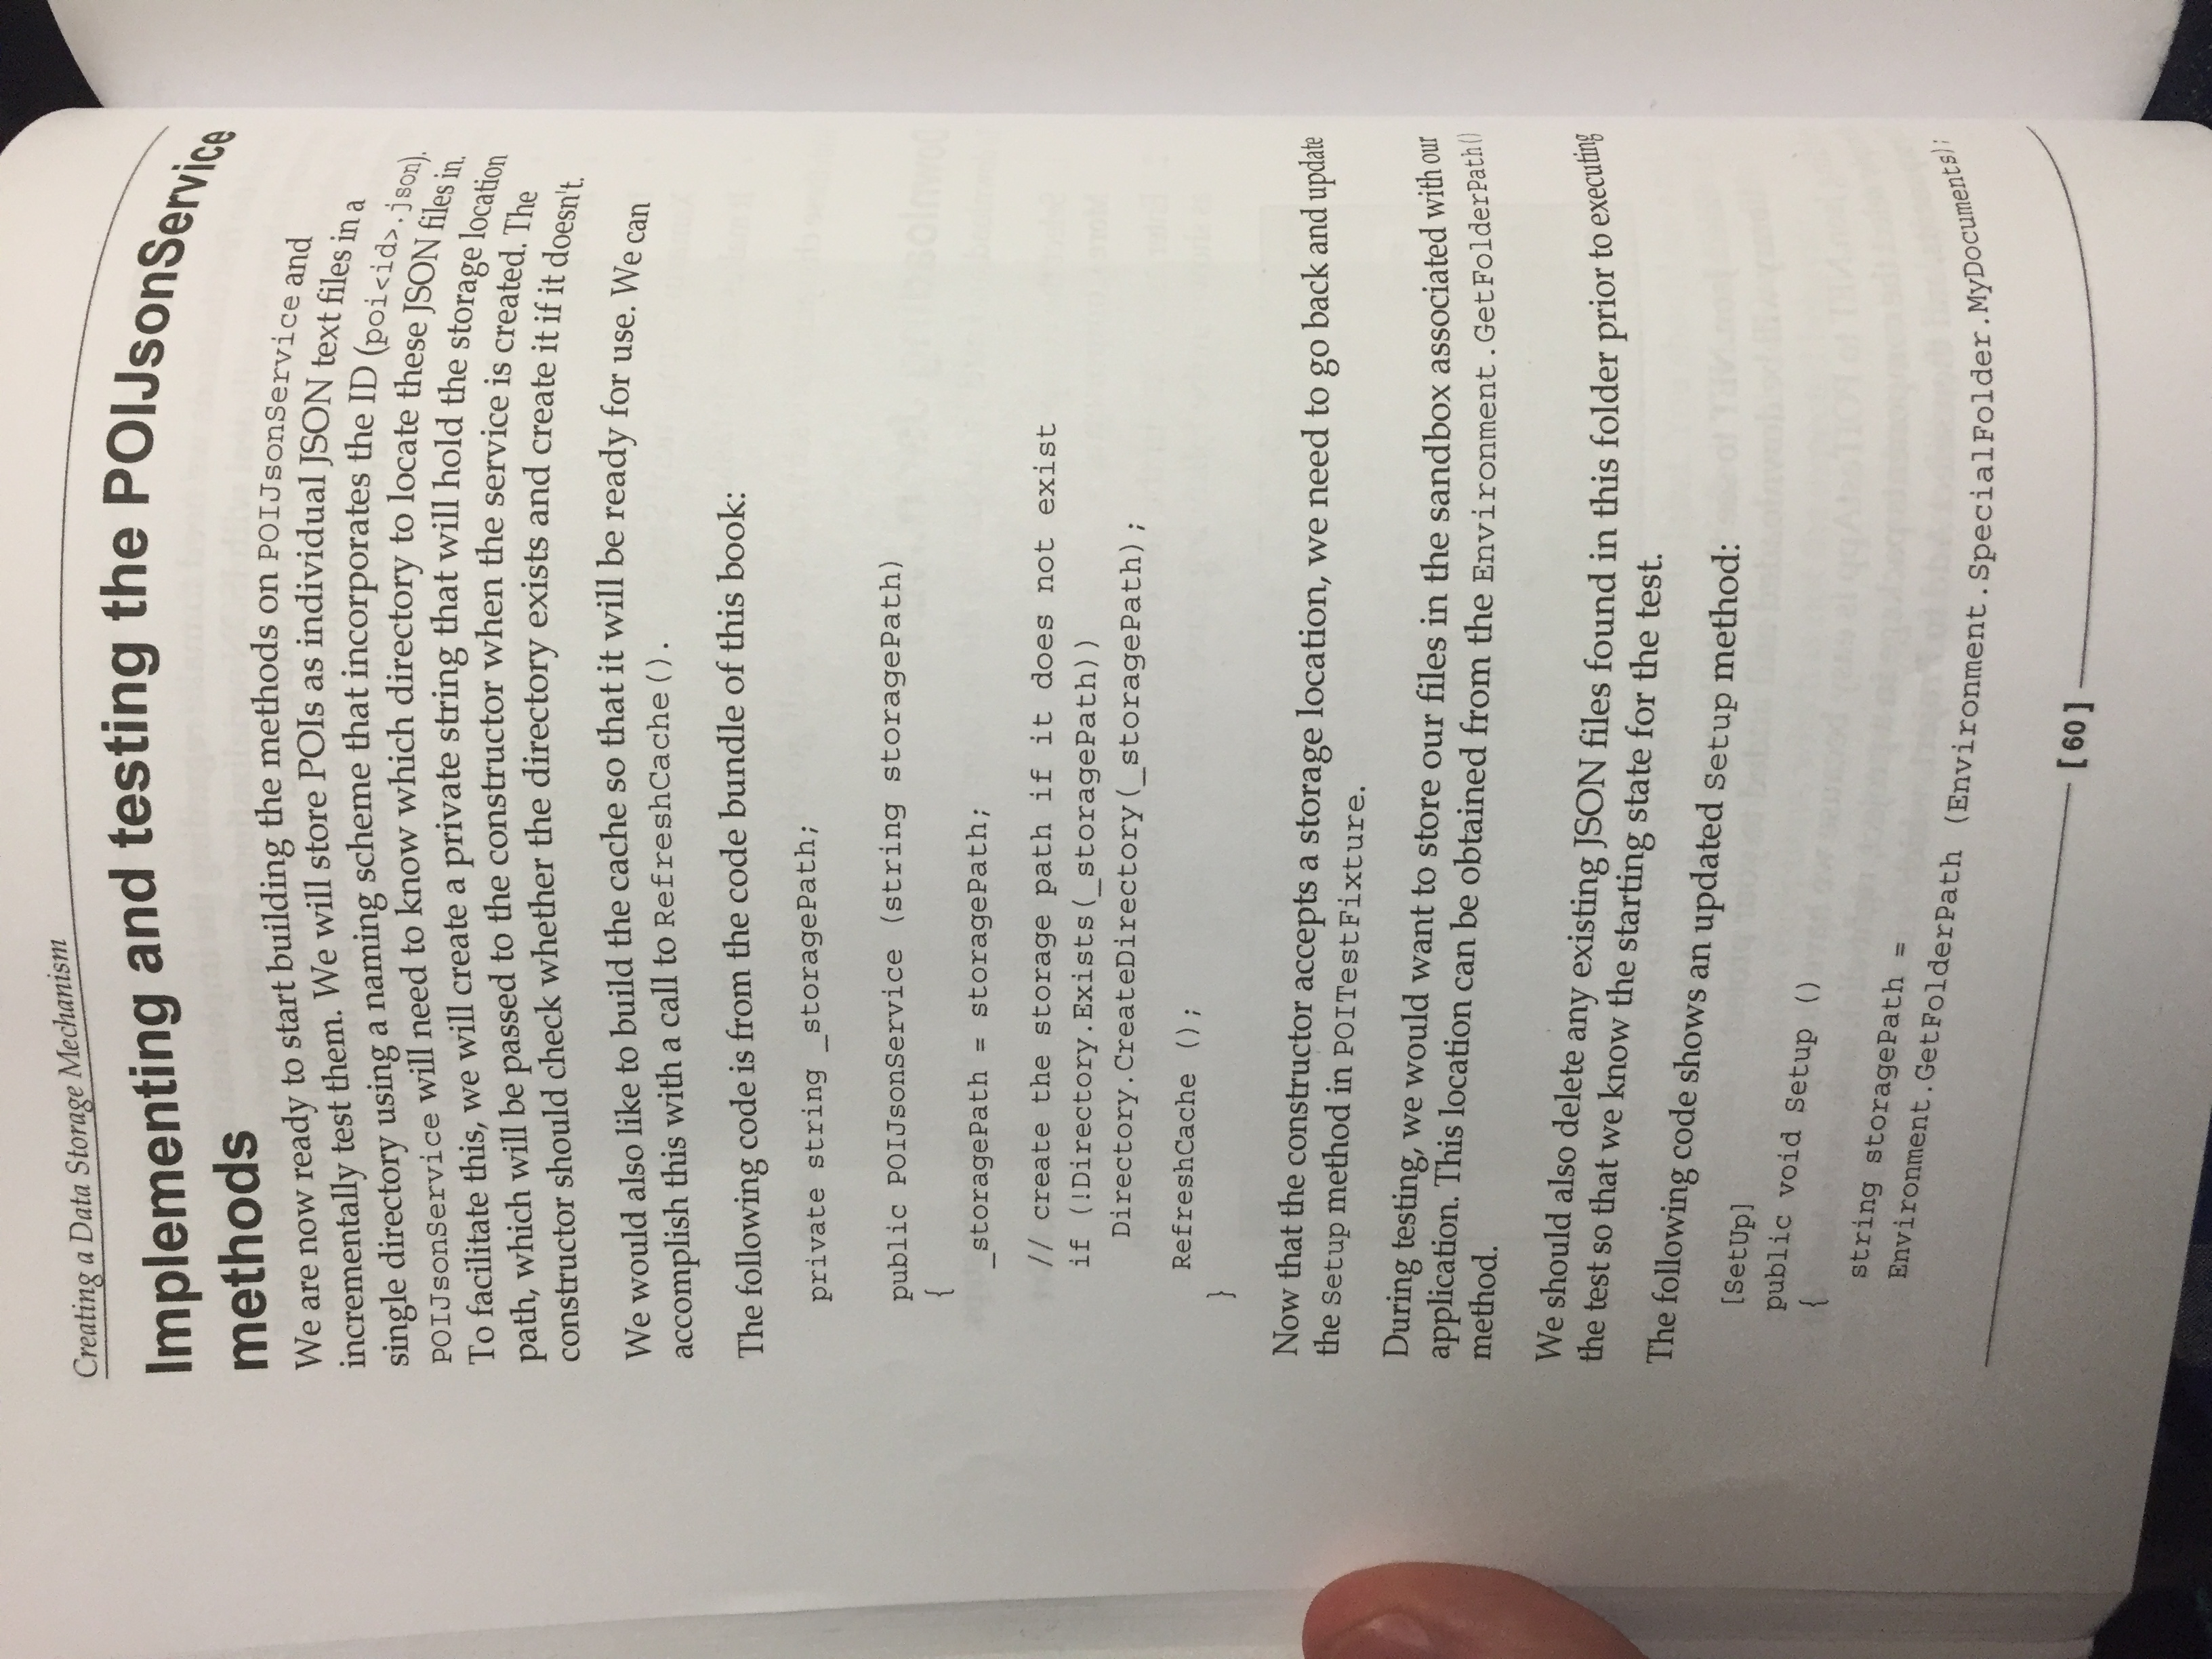 Creating a Data Storage Mechanism
Implementing and testing the POIJsonService
methods
We are now ready to start building the methods on POIJsonService and
incrementally test them. We will store POIs as individual JSON text files in a
single directory using a naming scheme that incorporates the ID (poi<id>.json).
POIJsonService will need to know which directory to locate these JSON files in.
To facilitate this, we will create a private string that will hold the storage location
path, which will be passed to the constructor when the service is created. The
constructor should check whether the directory exists and create it if it doesn't.
We would also like to build the cache so that it will be ready for use. We can
accomplish this with a call to RefreshCache().
The following code is from the code bundle of this book:
private string _storagePath;
public POIJsonService (string storagePath)
{
_storagePath = storagePath;
// create the storage path if it does not exist
if (!Directory.Exists(_storagePath))
Directory.CreateDirectory(_storagePath);
RefreshCache ();
}
Now that the constructor accepts a storage location, we need to go back and update
the Setup method in POITestFixture.
During testing, we would want to store our files in the sandbox associated with our
application. This location can be obtained from the Environment.GetFolderPath()
method.
We should also delete any existing JSON files found in this folder prior to executing
the test so that we know the starting state for the test.
The following code shows an updated Setup method:
[SetUp]
public void Setup ()
{
string storagePath =
Environment.GetFolderPath (Environment.SpecialFolder.MyDocuments);
[ 60 ]